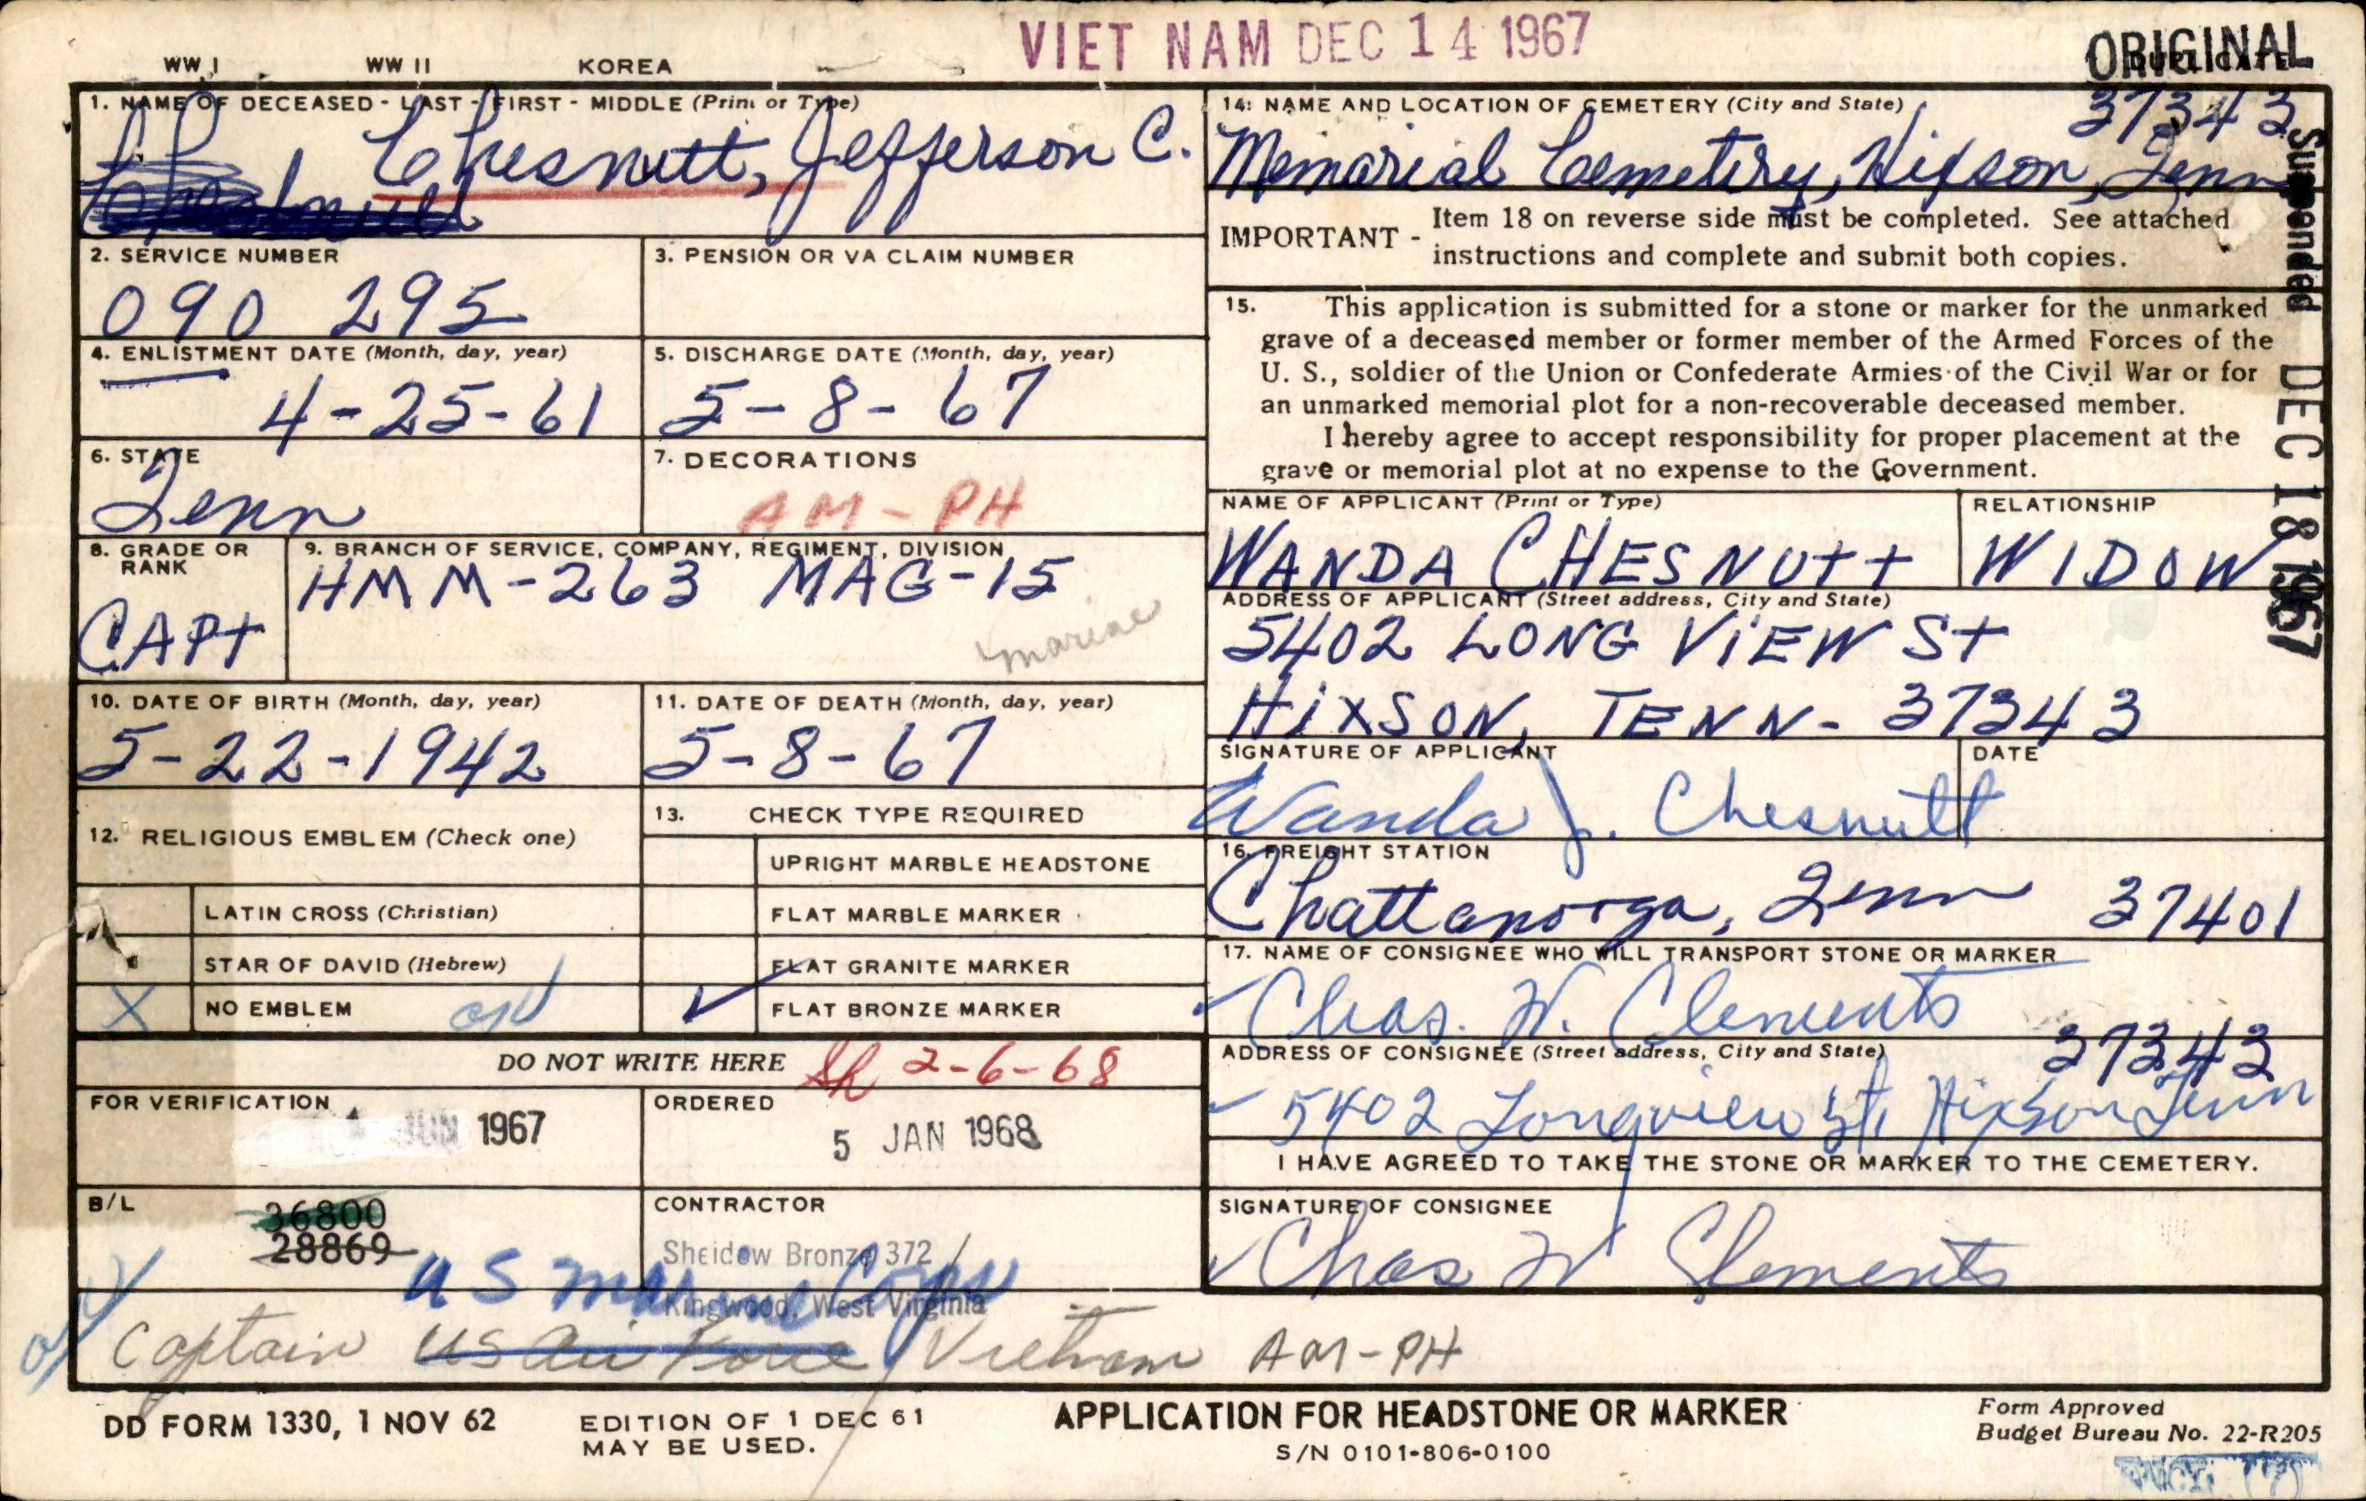 VIET NAM DEC 14 1967
ORIGINAL
WW I WW II KOREA
1. NAME OF DECEASED - LAST - FIRST - MIDDLE (Print or Type)
Chesnutt, Jefferson C.
2. SERVICE NUMBER
090 295
3. PENSION OR VA CLAIM NUMBER
4. ENLISTMENT DATE (Month, day, year)
4-25-61
5. DISCHARGE DATE (Month, day, year)
5-8-67
6. STATE
Tenn
7. DECORATIONS
AM-PH
8. GRADE OR
RANK
CAPt
9. BRANCH OF SERVICE, COMPANY, REGIMENT, DIVISION
HMM-263 MAG-15
marine
10. DATE OF BIRTH (Month, day, year)
5-22-1942
11. DATE OF DEATH (Month, day, year)
5-8-67
12. RELIGIOUS EMBLEM (Check one)
LATIN CROSS (Christian)
STAR OF DAVID (Hebrew)
X NO EMBLEM
13. CHECK TYPE REQUIRED
UPRIGHT MARBLE HEADSTONE
FLAT MARBLE MARKER
FLAT GRANITE MARKER
✓ FLAT BRONZE MARKER
14. NAME AND LOCATION OF CEMETERY (City and State)
37343
Memorial Cemetery, Hixson, Tenn
Suspended DEC 18 1967
IMPORTANT - Item 18 on reverse side must be completed. See attached
instructions and complete and submit both copies.
15. This application is submitted for a stone or marker for the unmarked
grave of a deceased member or former member of the Armed Forces of the
U. S., soldier of the Union or Confederate Armies of the Civil War or for
an unmarked memorial plot for a non-recoverable deceased member.
I hereby agree to accept responsibility for proper placement at the
grave or memorial plot at no expense to the Government.
NAME OF APPLICANT (Print or Type)
WANDA CHESNUtt
RELATIONSHIP
WIDOW
ADDRESS OF APPLICANT (Street address, City and State)
5402 LONG ViEW St
HiXSON, TENN- 37343
SIGNATURE OF APPLICANT
Wanda J. Chesnutt
DATE
16. FREIGHT STATION
Chattanooga, Tenn 37401
17. NAME OF CONSIGNEE WHO WILL TRANSPORT STONE OR MARKER
Chas. W. Clements
ADDRESS OF CONSIGNEE (Street address, City and State)
37343
5402 Longview St, Hixson Tenn
I HAVE AGREED TO TAKE THE STONE OR MARKER TO THE CEMETERY.
SIGNATURE OF CONSIGNEE
Chas W Clements
DO NOT WRITE HERE
2-6-68
FOR VERIFICATION
JUN 1967
ORDERED
5 JAN 1968
B/L
36800
28869
CONTRACTOR
Sheidow Bronze 372
Kingwood, West Virginia
US Marine Corps
Captain US Air Force Vietnam AM-PH
DD FORM 1330, 1 NOV 62
EDITION OF 1 DEC 61
MAY BE USED.
APPLICATION FOR HEADSTONE OR MARKER
S/N 0101-806-0100
Form Approved
Budget Bureau No. 22-R205